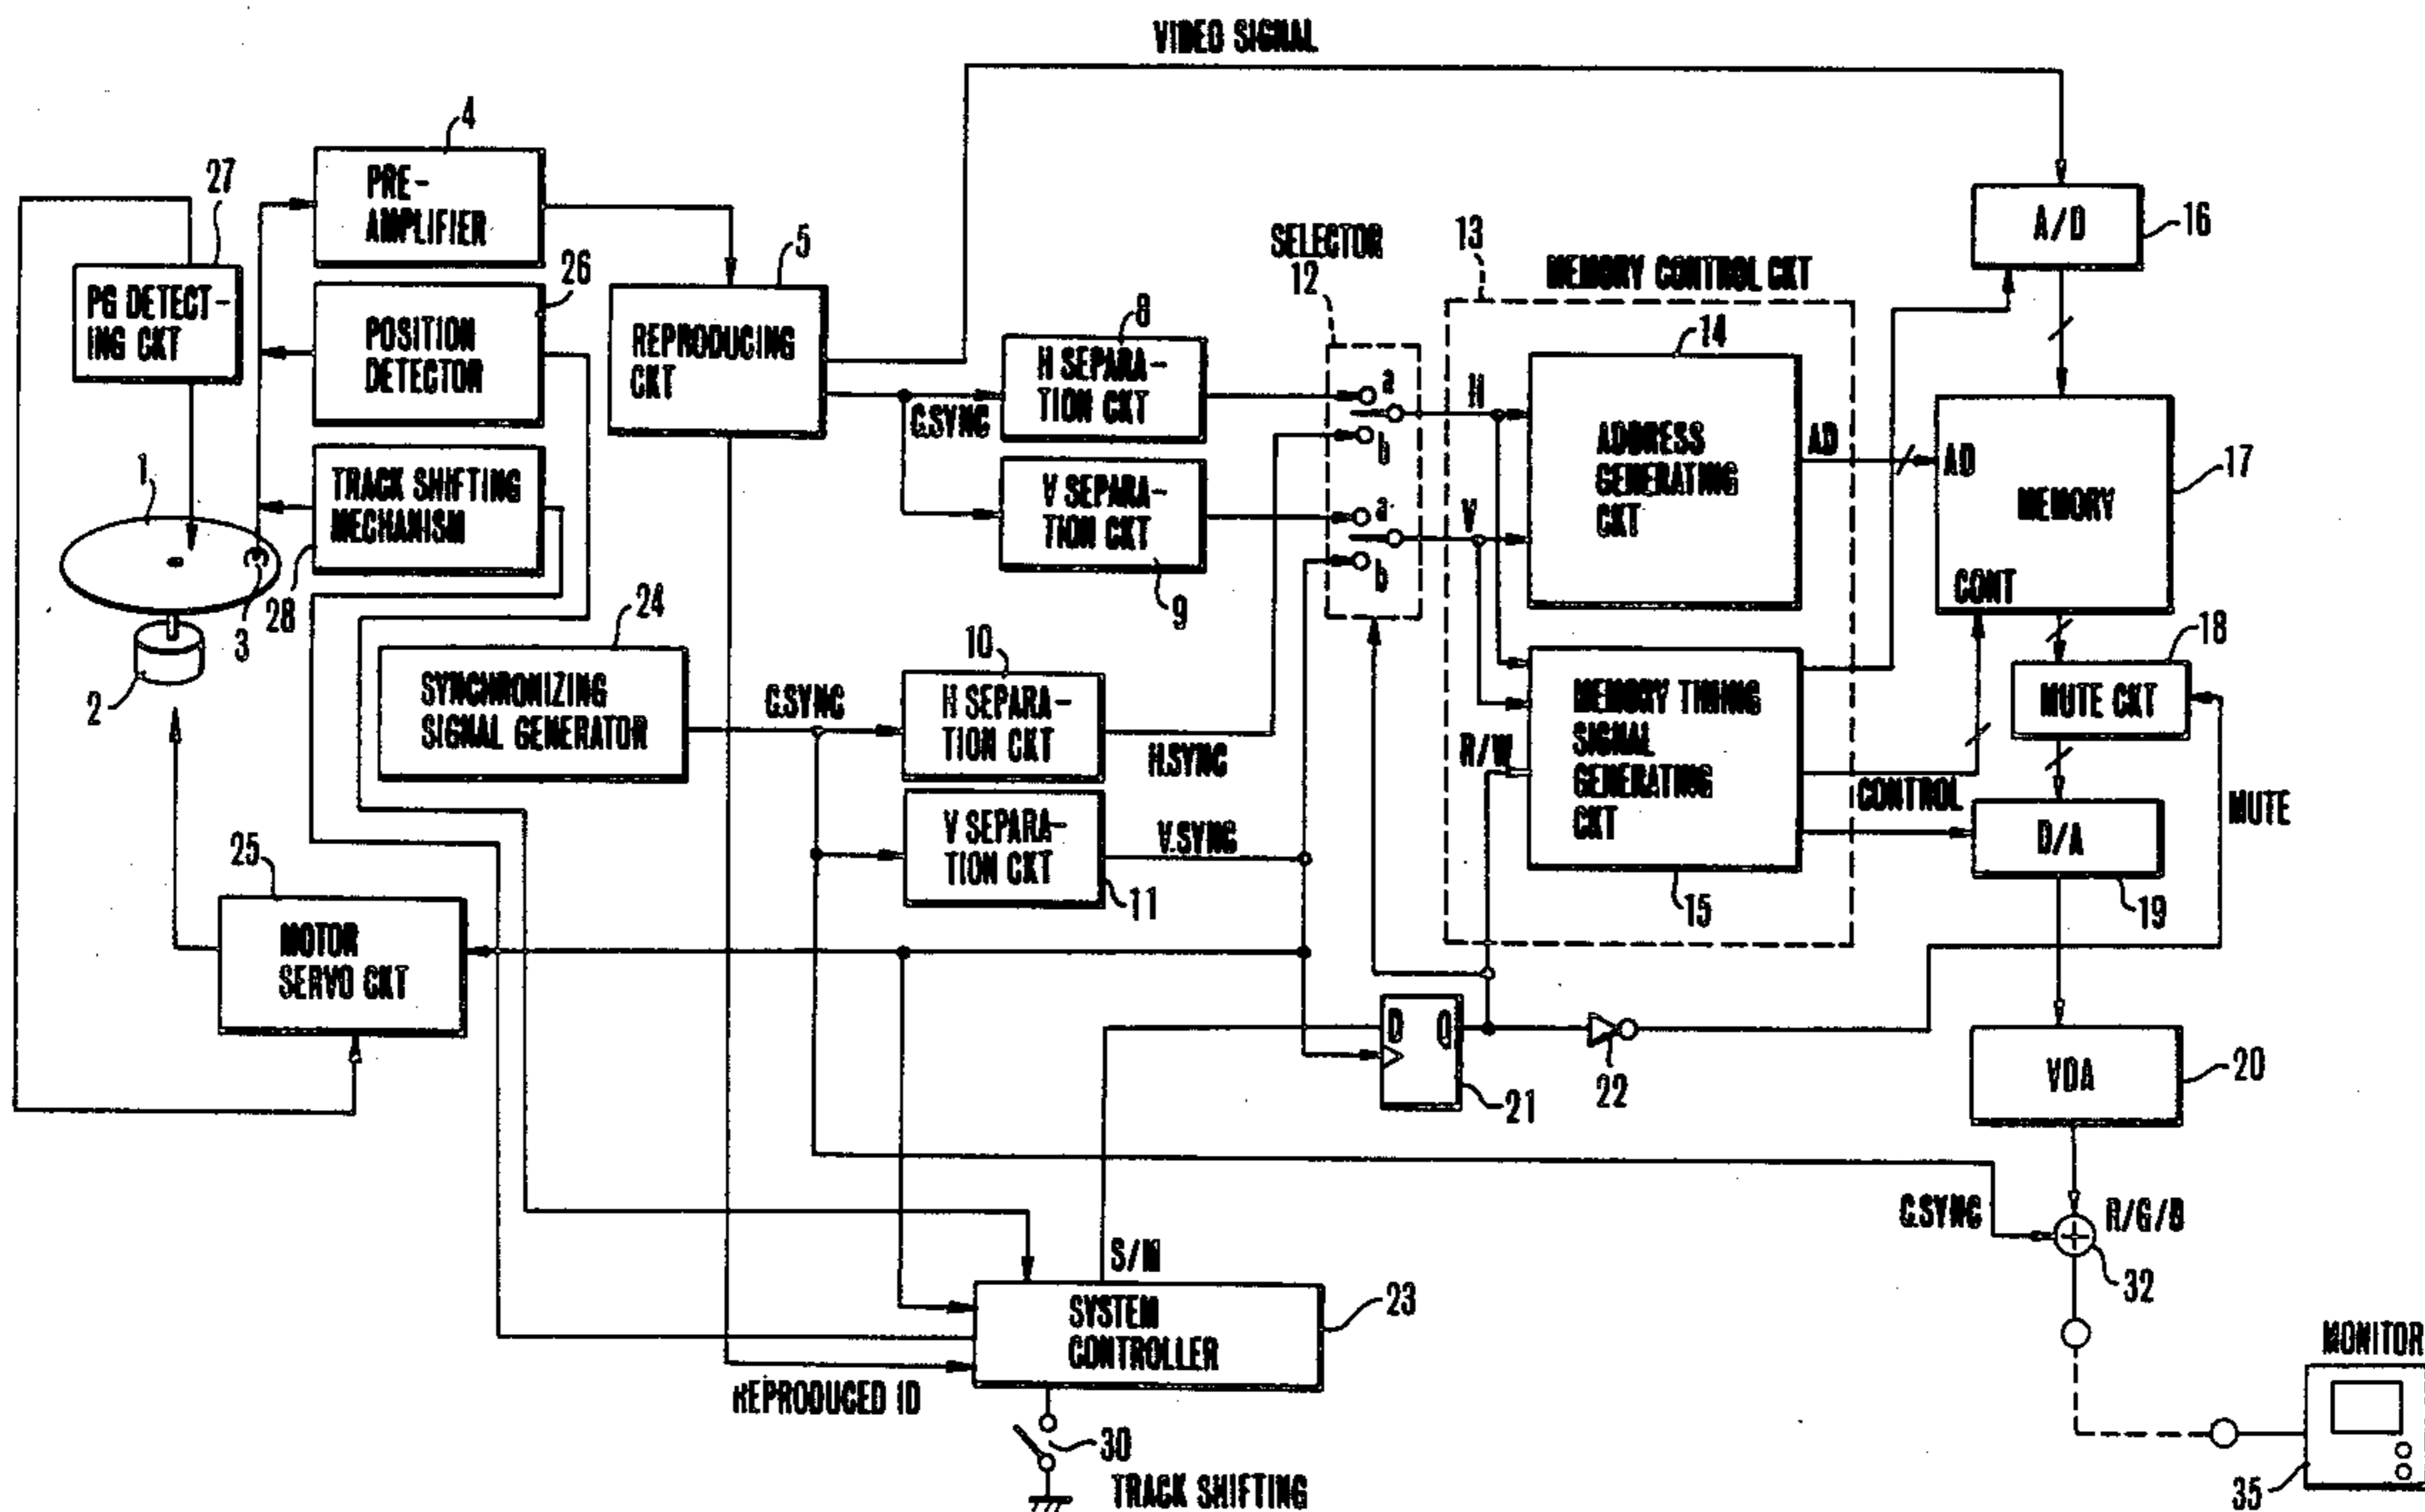 VIDEO SIGNAL
4
27
PRE-
AMPLIFIER
5
26
PG DETECT-
ING CKT
POSITION
DETECTOR
REPRODUCING
CKT
SELECTOR
12
13
MEMORY CONTROL CKT
A/D
16
8
H SEPARA-
TION CKT
C.SYNC
a
b
H
14
ADDRESS
GENERATING
CKT
AD
AD
MEMORY
17
CONT
1
TRACK SHIFTING
MECHANISM
28
3
2
V SEPARA-
TION CKT
9
a
b
V
24
SYNCHRONIZING
SIGNAL GENERATOR
C.SYNC
10
H SEPARA-
TION CKT
H.SYNC
V SEPARA-
TION CKT
V.SYNC
11
R/W
MEMORY TIMING
SIGNAL
GENERATING
CKT
15
CONTROL
18
MUTE CKT
MUTE
D/A
19
25
MOTOR
SERVO CKT
D
Q
21
22
VDA
20
C.SYNC
R/G/B
32
S/M
SYSTEM
CONTROLLER
23
REPRODUCED ID
30
TRACK SHIFTING
MONITOR
35